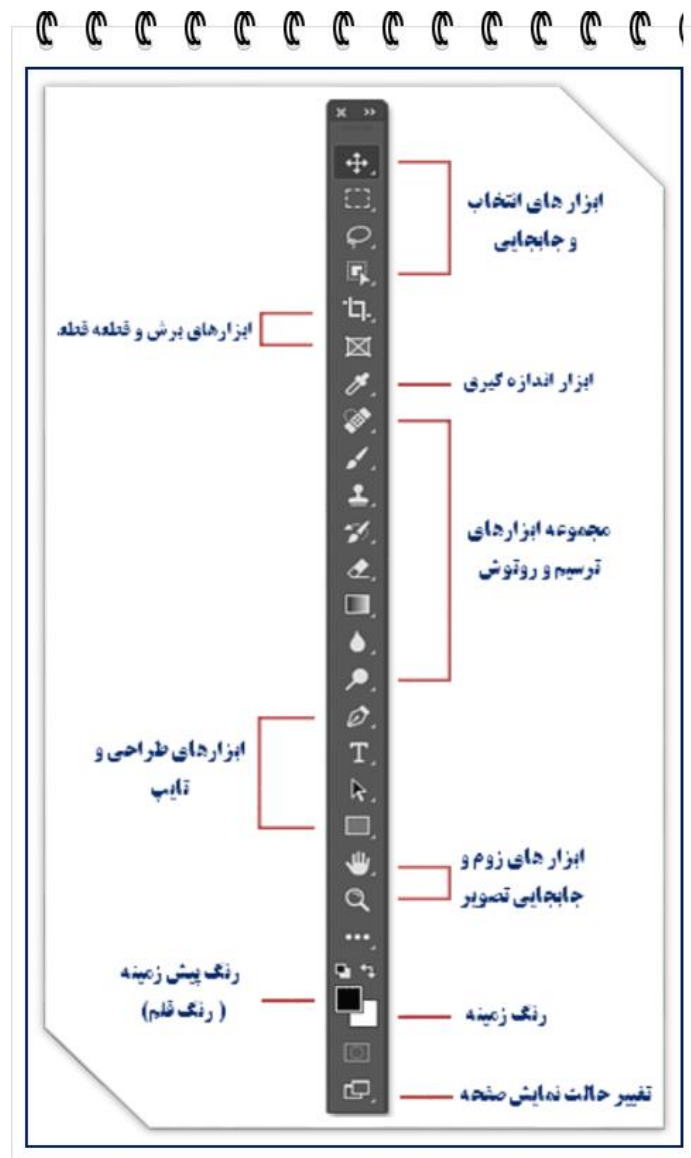 ابزار های انتخاب
و جابجایی
ابزارهای برش و قطعه قطعه
ابزار اندازه گیری
مجموعه ابزارهای
ترسیم و روتوش
ابزارهای طراحی و
تایپ
ابزار های زوم و
جابجایی تصویر
رنگ پیش زمینه
( رنگ قلم)
رنگ زمینه
تغییر حالت نمایش صفحه